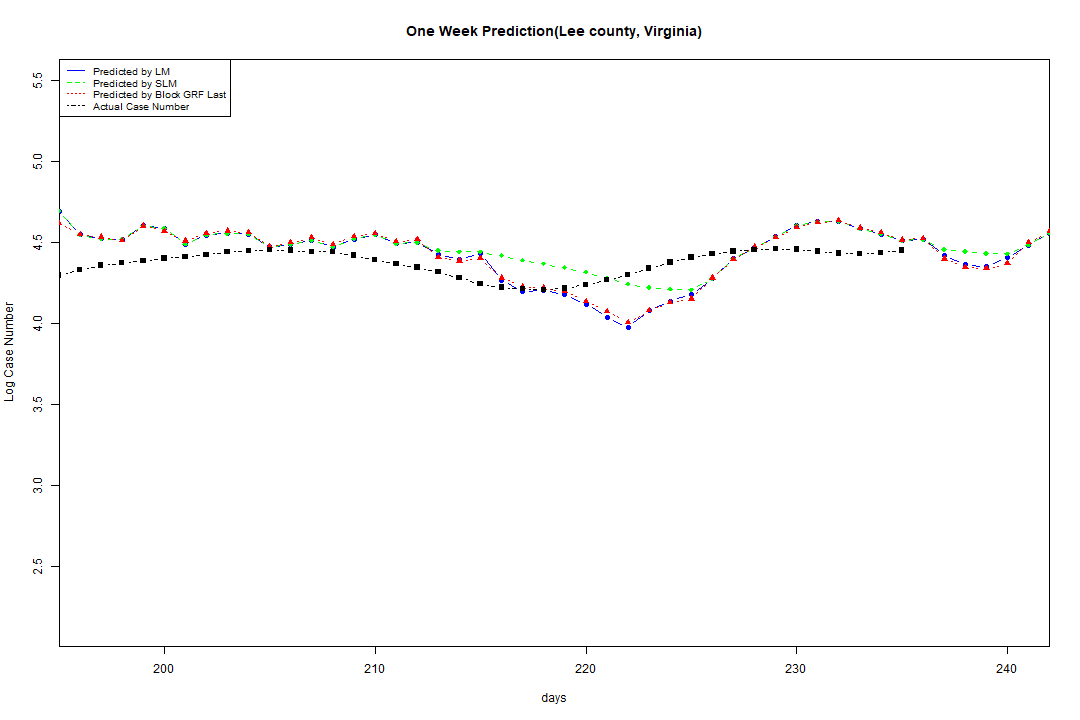 One Week Prediction(Lee county, Virginia)
Predicted by LM
Predicted by SLM
Predicted by Block GRF Last
Actual Case Number
5.5
5.0
4.5
4.0
3.5
3.0
2.5
Log Case Number
200 210 220 230 240
days